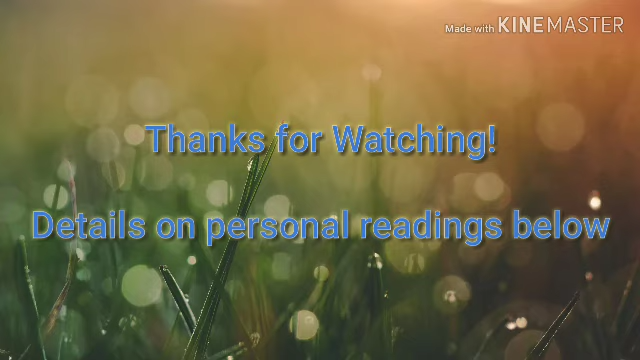 Made with KINEMASTER
Thanks for Watching!
Details on personal readings below